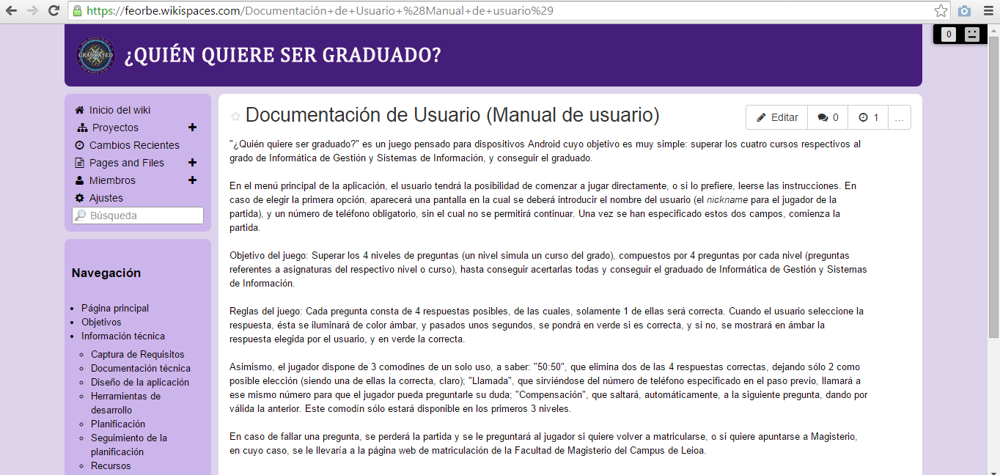 https://feorbe.wikispaces.com/Documentación+de+Usuario+%28Manual+de+usuario%29
0
GRADUATED
¿QUIÉN QUIERE SER GRADUADO?
Inicio del wiki
Proyectos
Cambios Recientes
Pages and Files
Miembros
Ajustes
Búsqueda
Navegación
Página principal
Objetivos
Información técnica
Captura de Requisitos
Documentación técnica
Diseño de la aplicación
Herramientas de
desarrollo
Planificación
Seguimiento de la
planificación
Recursos
Documentación de Usuario (Manual de usuario)
Editar
0
1
...
"¿Quién quiere ser graduado?" es un juego pensado para dispositivos Android cuyo objetivo es muy simple: superar los cuatro cursos respectivos al
grado de Informática de Gestión y Sistemas de Información, y conseguir el graduado.
En el menú principal de la aplicación, el usuario tendrá la posibilidad de comenzar a jugar directamente, o si lo prefiere, leerse las instrucciones. En
caso de elegir la primera opción, aparecerá una pantalla en la cual se deberá introducir el nombre del usuario (el nickname para el jugador de la
partida), y un número de teléfono obligatorio, sin el cual no se permitirá continuar. Una vez se han especificado estos dos campos, comienza la
partida.
Objetivo del juego: Superar los 4 niveles de preguntas (un nivel simula un curso del grado), compuestos por 4 preguntas por cada nivel (preguntas
referentes a asignaturas del respectivo nivel o curso), hasta conseguir acertarlas todas y conseguir el graduado de Informática de Gestión y Sistemas
de Información.
Reglas del juego: Cada pregunta consta de 4 respuestas posibles, de las cuales, solamente 1 de ellas será correcta. Cuando el usuario seleccione la
respuesta, ésta se iluminará de color ámbar, y pasados unos segundos, se pondrá en verde si es correcta, y si no, se mostrará en ámbar la
respuesta elegida por el usuario, y en verde la correcta.
Asimismo, el jugador dispone de 3 comodines de un solo uso, a saber: "50:50", que elimina dos de las 4 respuestas correctas, dejando sólo 2 como
posible elección (siendo una de ellas la correcta, claro); "Llamada", que sirviéndose del número de teléfono especificado en el paso previo, llamará a
ese mismo número para que el jugador pueda preguntarle su duda; "Compensación", que saltará, automáticamente, a la siguiente pregunta, dando por
válida la anterior. Este comodín sólo estará disponible en los primeros 3 niveles.
En caso de fallar una pregunta, se perderá la partida y se le preguntará al jugador si quiere volver a matricularse, o si quiere apuntarse a Magisterio,
en cuyo caso, se le llevaría a la página web de matriculación de la Facultad de Magisterio del Campus de Leioa.